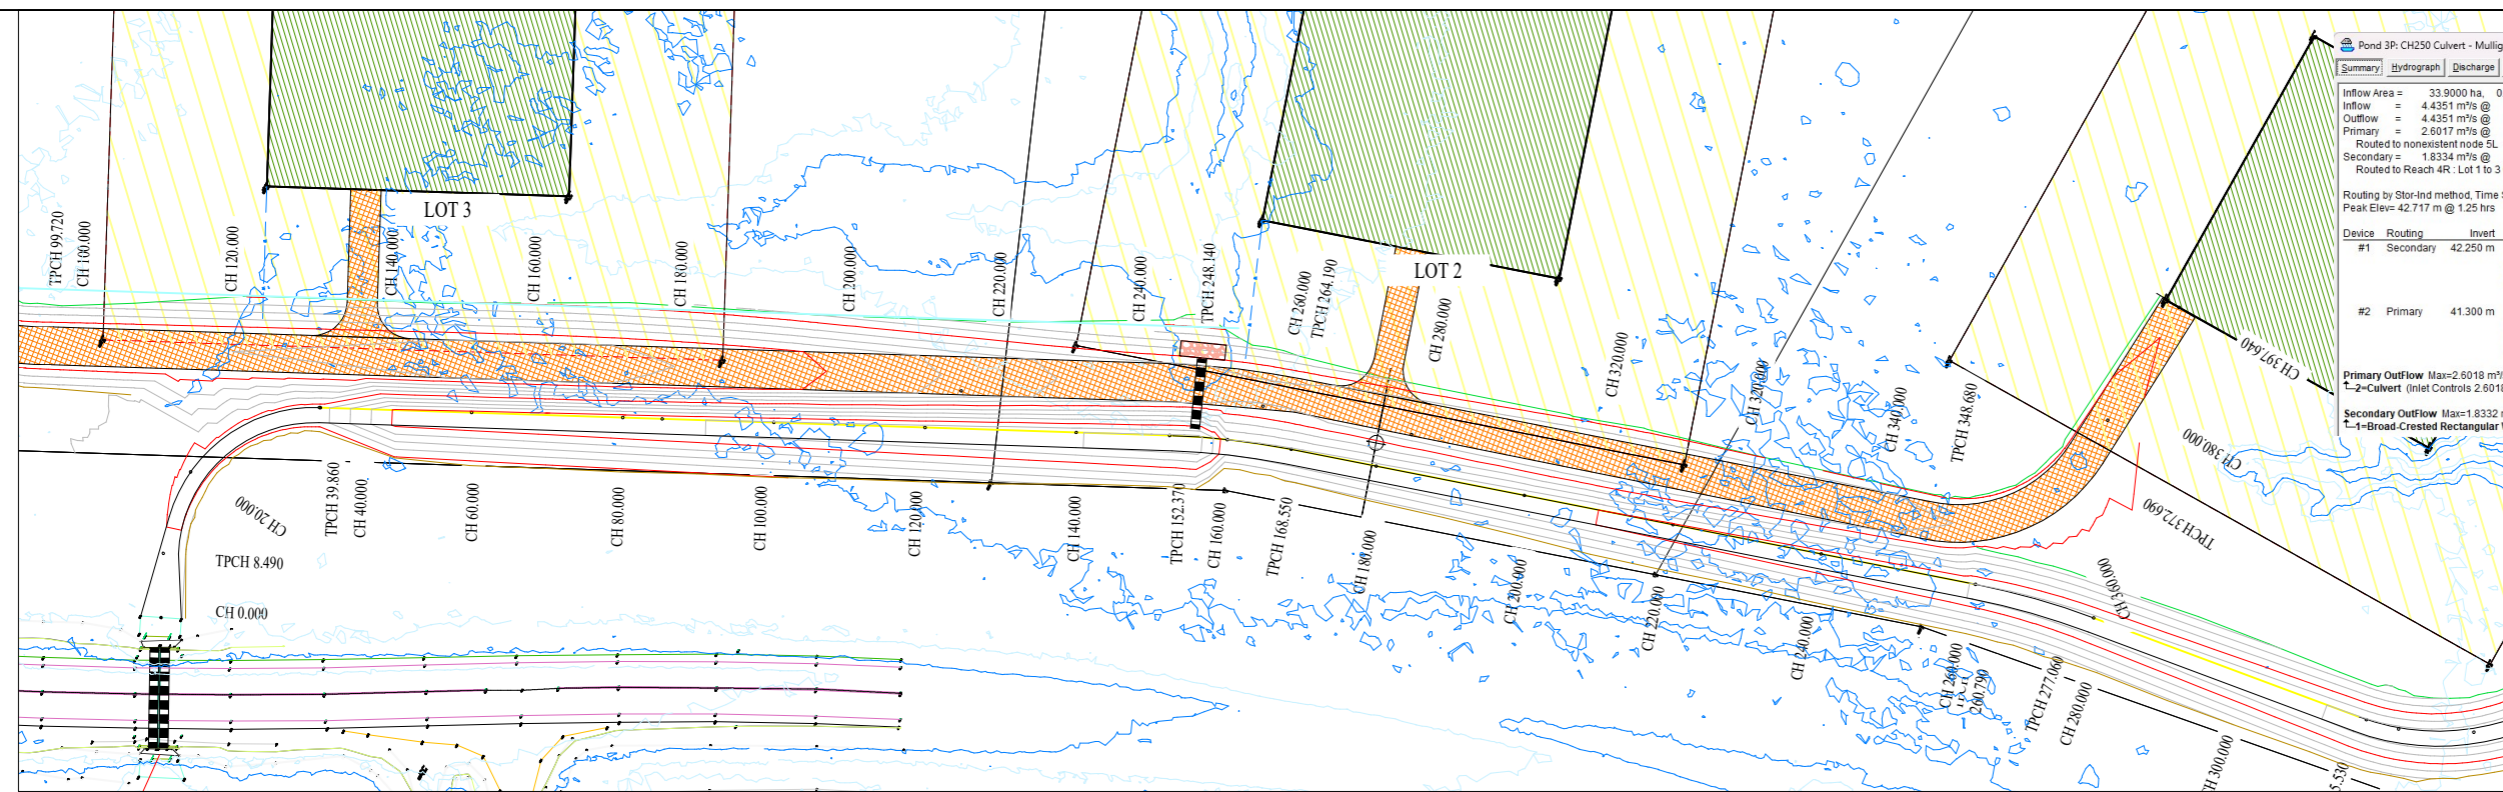 LOT 3
LOT 2
TPCH 99.720
CH 100.000
CH 120.000
CH 140.000
CH 160.000
CH 180.000
CH 200.000
CH 220.000
CH 240.000
TPCH 248.140
CH 260.000
TPCH 264.190
CH 280.000
CH 320.000
CH 320.000
CH 340.000
TPCH 348.680
CH 360.000
TPCH 372.690
CH 380.000
CH 397.640
CH 0.000
TPCH 8.490
CH 20.000
TPCH 39.860
CH 40.000
CH 60.000
CH 80.000
CH 100.000
CH 120.000
CH 140.000
TPCH 152.370
CH 160.000
TPCH 168.550
CH 180.000
CH 200.000
CH 220.000
CH 240.000
CH 260.000
260.790
TPCH 277.060
CH 280.000
CH 300.000
5.530
Pond 3P: CH250 Culvert - Mullig
Summary Hydrograph Discharge
Inflow Area = 33.9000 ha, 0
Inflow = 4.4351 m³/s @
Outflow = 4.4351 m³/s @
Primary = 2.6017 m³/s @
Routed to nonexistent node 5L
Secondary = 1.8334 m³/s @
Routed to Reach 4R : Lot 1 to 3
Routing by Stor-Ind method, Time
Peak Elev= 42.717 m @ 1.25 hrs
Device Routing Invert
#1 Secondary 42.250 m
#2 Primary 41.300 m
Primary OutFlow Max=2.6018 m³/
2=Culvert (Inlet Controls 2.6018
Secondary OutFlow Max=1.8332
1=Broad-Crested Rectangular